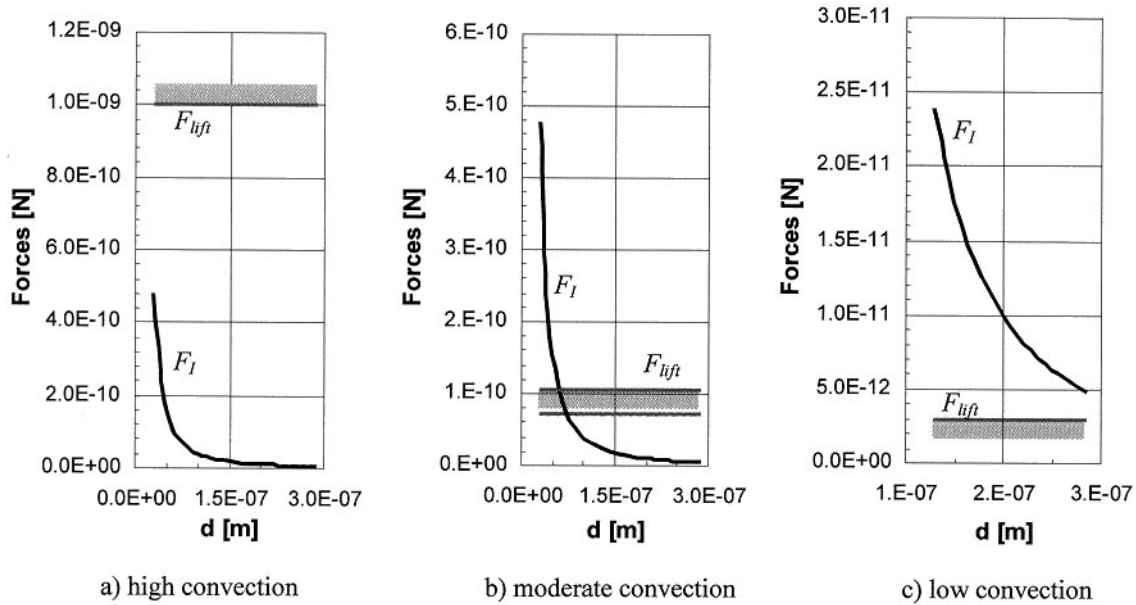 1.2E-09
1.0E-09
8.0E-10
6.0E-10
4.0E-10
2.0E-10
0.0E+00
Forces [N]
F_lift
F_I
0.0E+00 1.5E-07 3.0E-07
d [m]
a) high convection
6.E-10
5.E-10
4.E-10
3.E-10
2.E-10
1.E-10
0.E+00
Forces [N]
F_I
F_lift
0.0E+00 1.5E-07 3.0E-07
d [m]
b) moderate convection
3.0E-11
2.5E-11
2.0E-11
1.5E-11
1.0E-11
5.0E-12
0.0E+00
Forces [N]
F_I
F_lift
1.E-07 2.E-07 3.E-07
d [m]
c) low convection